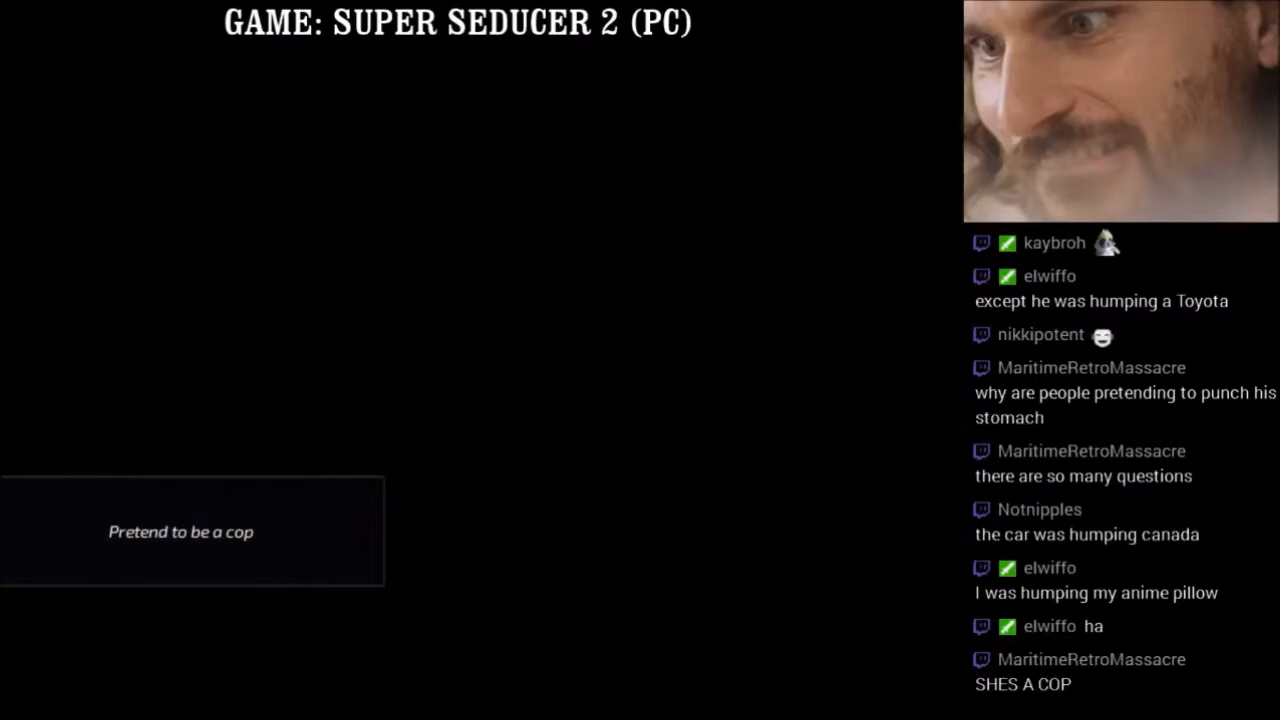 GAME: SUPER SEDUCER 2 (PC)
kaybroh
elwiffo
except he was humping a Toyota
nikkipotent
MaritimeRetroMassacre
why are people pretending to punch his
stomach
MaritimeRetroMassacre
there are so many questions
Notnipples
the car was humping canada
Pretend to be a cop
elwiffo
I was humping my anime pillow
elwiffo ha
MaritimeRetroMassacre
SHES A COP